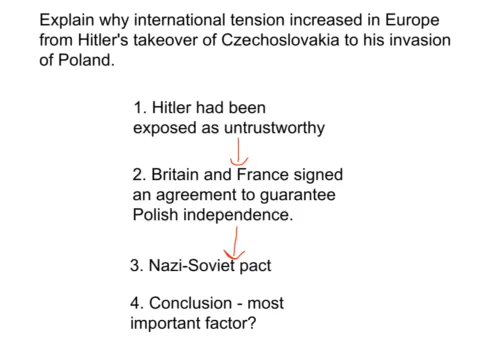 Explain why international tension increased in Europe
from Hitler's takeover of Czechoslovakia to his invasion
of Poland.
1. Hitler had been
exposed as untrustworthy
2. Britain and France signed
an agreement to guarantee
Polish independence.
3. Nazi-Soviet pact
4. Conclusion - most
important factor?